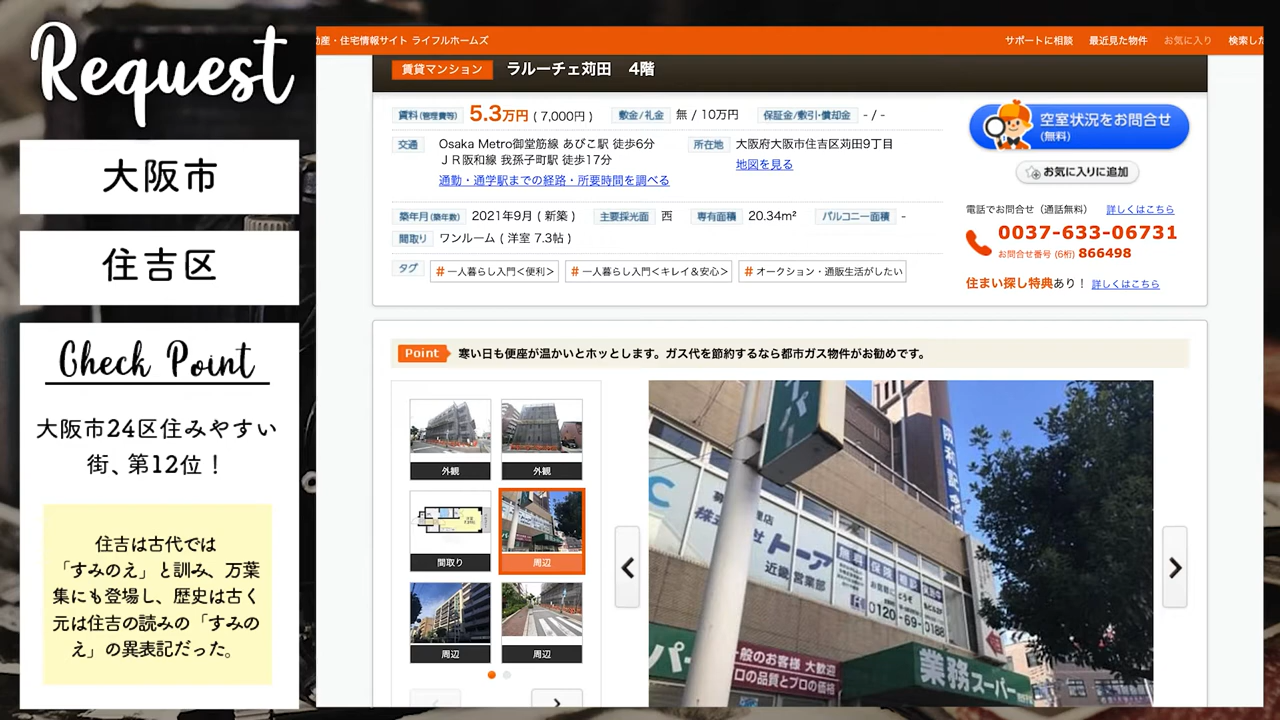 Request
大阪市
住吉区
Check Point
大阪市24区住みやすい
街、第12位！
住吉は古代では
「すみのえ」と訓み、万葉
集にも登場し、歴史は古く
元は住吉の読みの「すみの
え」の異表記だった。
動産・住宅情報サイト ライフルホームズ
サポートに相談 最近見た物件 お気に入り 検索した
賃貸マンション ラルーチェ苅田 4階
賃料(管理費等) 5.3万円 ( 7,000円 ) 敷金/礼金 無 / 10万円 保証金/敷引･償却金 - / -
交通 Osaka Metro御堂筋線 あびこ駅 徒歩6分 所在地 大阪府大阪市住吉区苅田9丁目
ＪＲ阪和線 我孫子町駅 徒歩17分 地図を見る
通勤・通学駅までの経路・所要時間を調べる
築年月(築年数) 2021年9月 ( 新築 ) 主要採光面 西 専有面積 20.34m² バルコニー面積 -
間取り ワンルーム ( 洋室 7.3帖 )
タグ # 一人暮らし入門<便利> # 一人暮らし入門<キレイ＆安心> # オークション・通販生活がしたい
空室状況をお問合せ
(無料)
お気に入りに追加
電話でお問合せ（通話無料） 詳しくはこちら
0037-633-06731
お問合せ番号 (6桁) 866498
住まい探し特典あり！ 詳しくはこちら
Point 寒い日も便座が温かいとホッとします。ガス代を節約するなら都市ガス物件がお勧めです。
外観 外観
間取り 周辺
周辺 周辺
トーア
近畿営業部
0120-69-0188
一般のお客様 大歓迎
プロの品質とプロの価格
業務スーパー